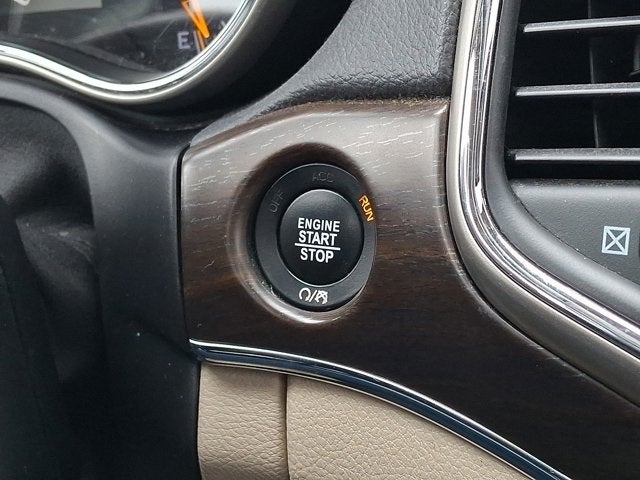 E
OFF ACC RUN
ENGINE
START
STOP